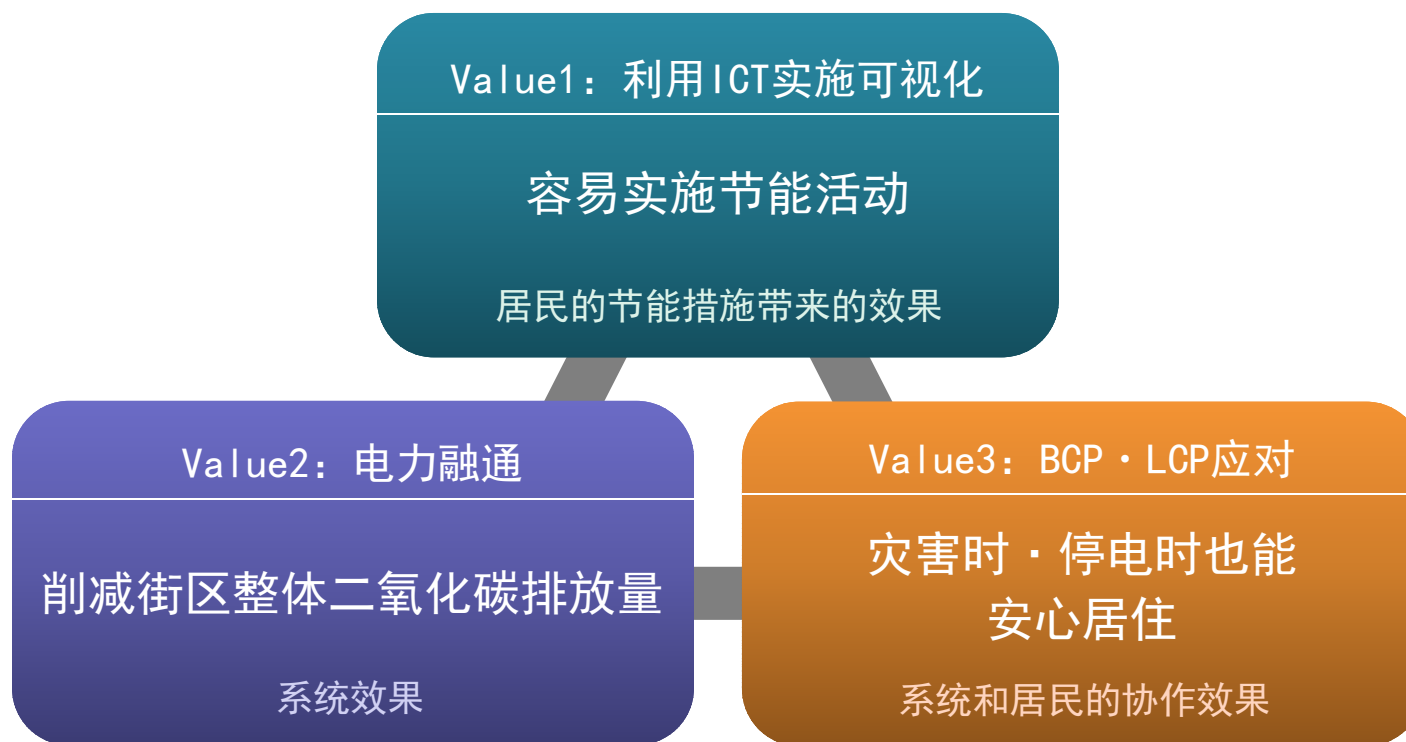 Value1：利用ICT实施可视化
容易实施节能活动
居民的节能措施带来的效果
Value2：电力融通
削减街区整体二氧化碳排放量
系统效果
Value3：BCP・LCP应对
灾害时・停电时也能
安心居住
系统和居民的协作效果